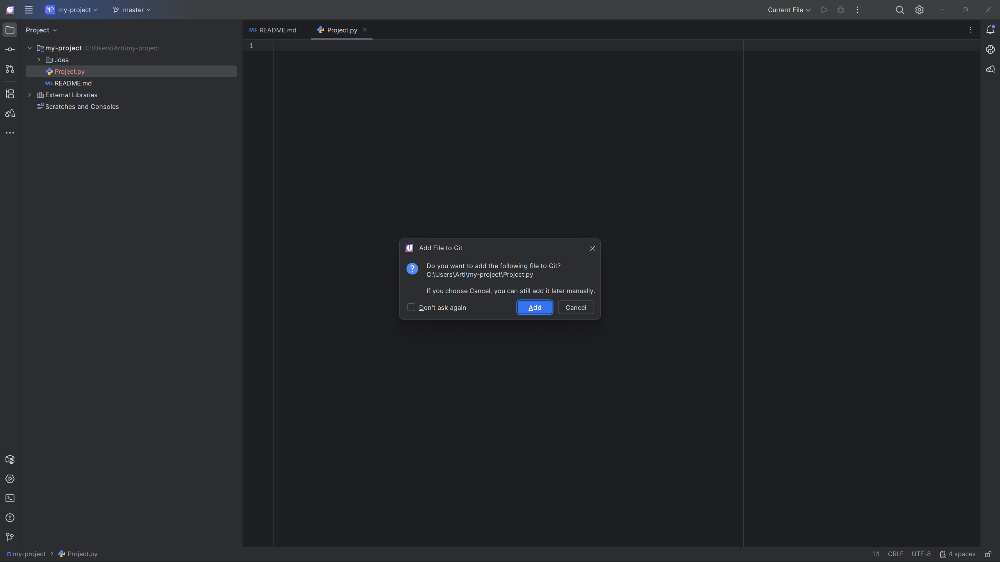 MP my-project master Current File
Project
README.md Project.py
my-project C:\Users\Arti\my-project
.idea
Project.py
M↓ README.md
External Libraries
Scratches and Consoles
1
Add File to Git
Do you want to add the following file to Git?
C:\Users\Arti\my-project\Project.py
If you choose Cancel, you can still add it later manually.
Don't ask again Add Cancel
my-project Project.py 1:1 CRLF UTF-8 4 spaces